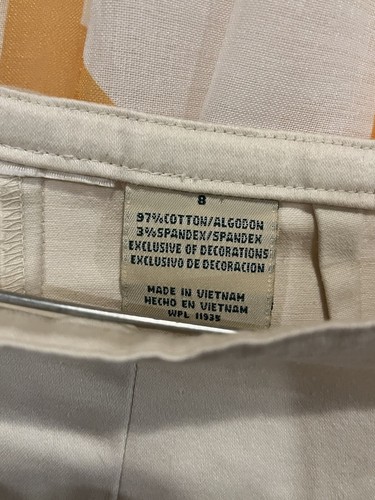 8
97% COTTON/ALGODON
3% SPANDEX/SPANDEX
EXCLUSIVE OF DECORATIONS
EXCLUSIVO DE DECORACION
MADE IN VIETNAM
HECHO EN VIETNAM
WPL 11935